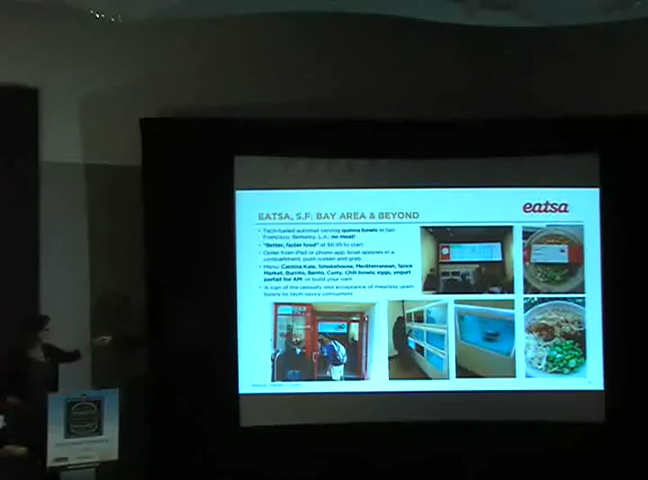 eatsa
EATSA, S.F. BAY AREA & BEYOND
• Tech-fueled automat serving quinoa bowls in San
Francisco, Berkeley, L.A.; no meat!
• "Better, faster food" at $6.95 to start
• Order from iPad or phone app, bowl appears in a
compartment, push screen and grab
• Menu: Cantina Kale, Smokehouse, Mediterranean, Spice
Market, Burrito, Bento, Curry, Chili bowls; eggs, yogurt
parfait for AM; or build your own
• A sign of the ubiquity and acceptance of meatless, grain
bowls to tech-savvy consumers